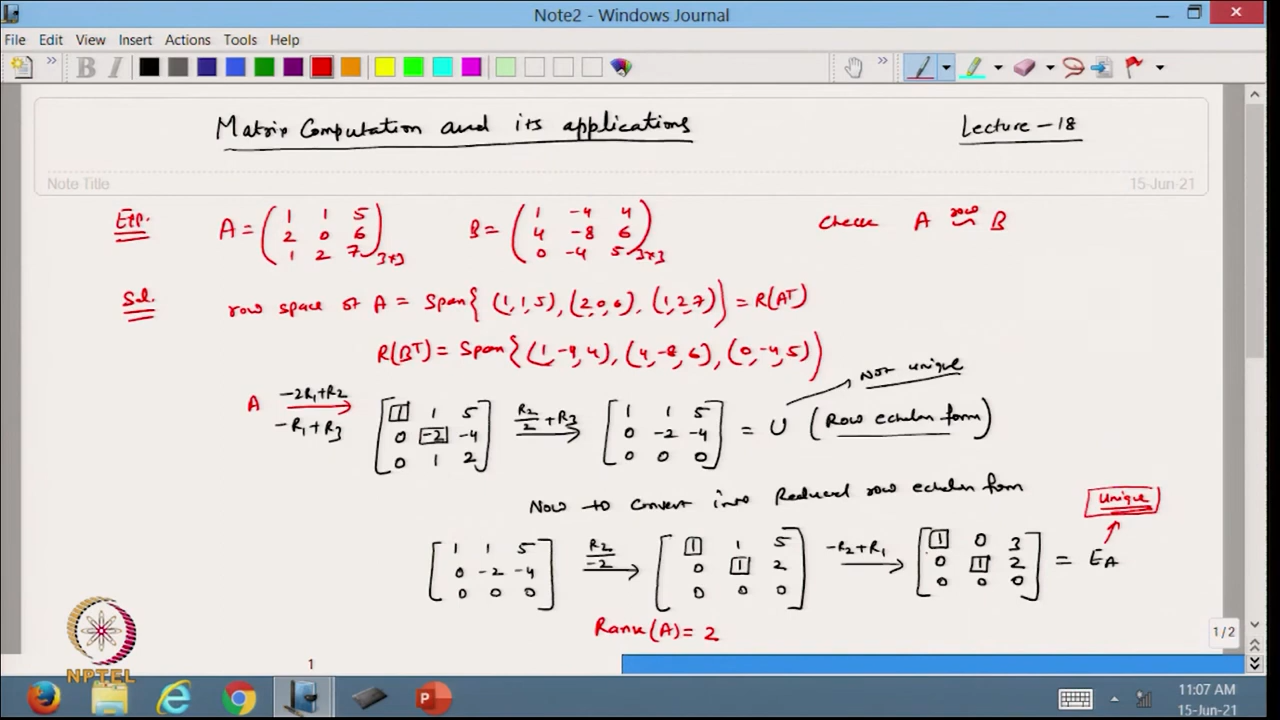 Note2 - Windows Journal
File Edit View Insert Actions Tools Help
Matrix Computation and its applications
Lecture-18
Note Title
15-Jun-21
Exp. A = ( 1 1 5 B = ( 1 -4 4 Check A row~ B
2 0 6 4 -8 6
1 2 7 )3×3 0 -4 5 )3×3
Sol. row space of A = Span{ (1,1,5), (2,0,6), (1,2,7)} = R(AT)
R(BT) = Span{ (1,-4,4), (4,-8,6), (0,-4,5)}
Not unique
A -2R1+R2 [ 1 1 5 R2/2 +R3 [ 1 1 5
-R1+R3 0 -2 -4 → 0 -2 -4 = U (Row echelon form)
0 1 2 ] 0 0 0 ]
Now to convert into Reduced row echelon form
Unique
[ 1 1 5 R2/-2 [ 1 1 5 -R2+R1 [ 1 0 3
0 -2 -4 → 0 1 2 → 0 1 2 = EA
0 0 0 ] 0 0 0 ] 0 0 0 ]
Rank(A) = 2
1/2
1
NPTEL
11:07 AM
15-Jun-21